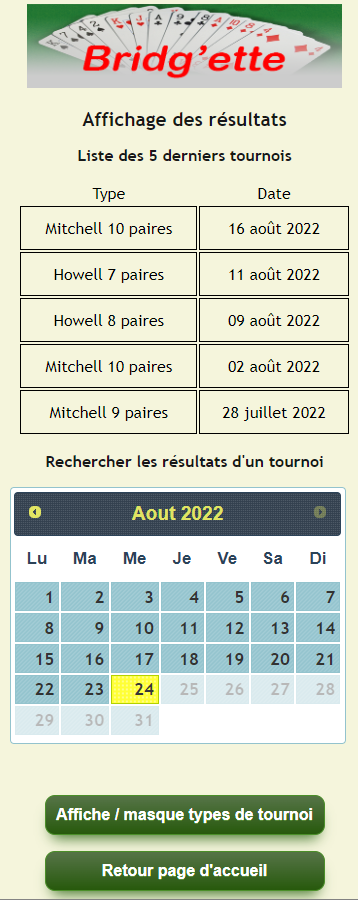 Bridg'ette
Affichage des résultats
Liste des 5 derniers tournois
Type Date
Mitchell 10 paires 16 août 2022
Howell 7 paires 11 août 2022
Howell 8 paires 09 août 2022
Mitchell 10 paires 02 août 2022
Mitchell 9 paires 28 juillet 2022
Rechercher les résultats d'un tournoi
Aout 2022
Lu Ma Me Je Ve Sa Di
1 2 3 4 5 6 7
8 9 10 11 12 13 14
15 16 17 18 19 20 21
22 23 24 25 26 27 28
29 30 31
Affiche / masque types de tournoi
Retour page d'accueil